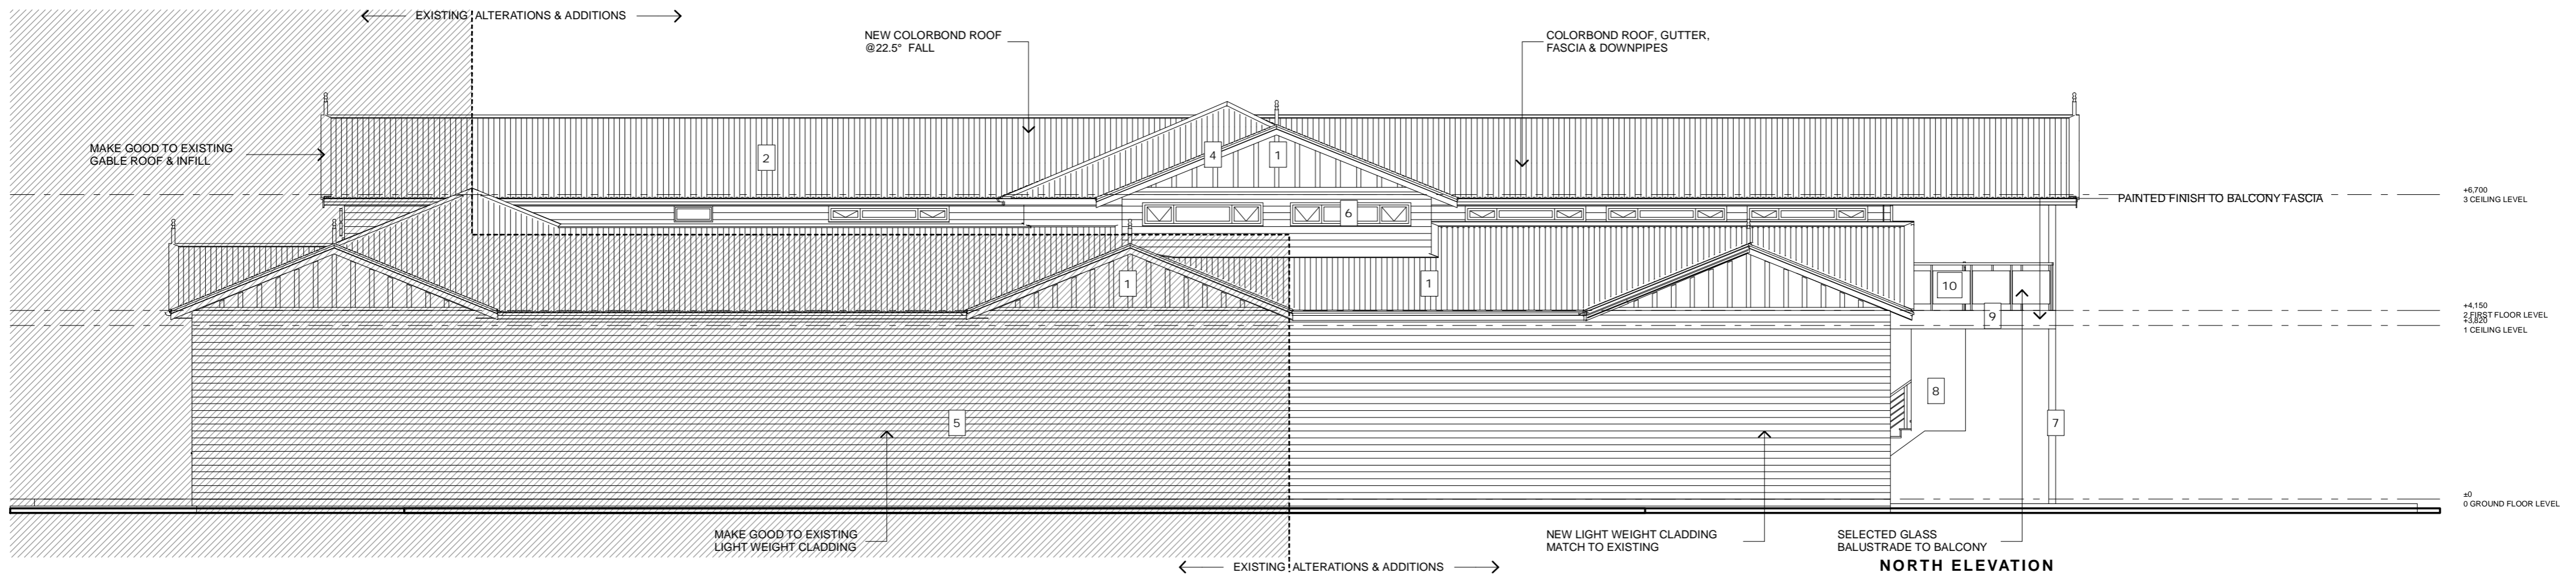 EXISTING ALTERATIONS & ADDITIONS
NEW COLORBOND ROOF
@22.5° FALL
COLORBOND ROOF, GUTTER,
FASCIA & DOWNPIPES
MAKE GOOD TO EXISTING
GABLE ROOF & INFILL
2
4
1
+6,700
3 CEILING LEVEL
PAINTED FINISH TO BALCONY FASCIA
6
1
1
10
9
+4,150
2 FIRST FLOOR LEVEL
+3,820
1 CEILING LEVEL
8
5
7
±0
0 GROUND FLOOR LEVEL
MAKE GOOD TO EXISTING
LIGHT WEIGHT CLADDING
NEW LIGHT WEIGHT CLADDING
MATCH TO EXISTING
SELECTED GLASS
BALUSTRADE TO BALCONY
EXISTING ALTERATIONS & ADDITIONS
NORTH ELEVATION